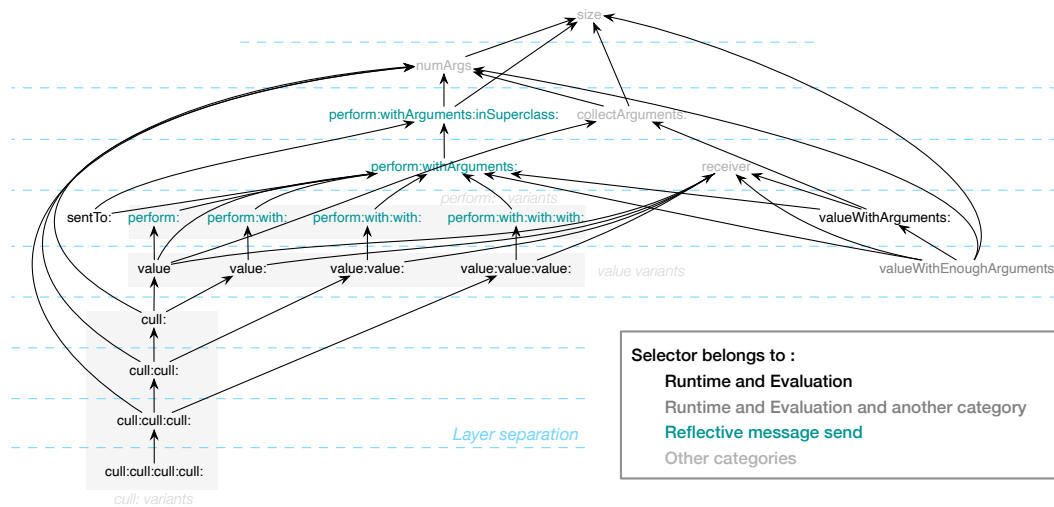 size
numArgs
perform:withArguments:inSuperclass:
collectArguments:
perform:withArguments:
receiver
perform: variants
sentTo:
perform:
perform:with:
perform:with:with:
perform:with:with:with:
valueWithArguments:
value
value:
value:value:
value:value:value:
value variants
valueWithEnoughArguments
cull:
cull:cull:
cull:cull:cull:
Layer separation
cull:cull:cull:cull:
cull: variants
Selector belongs to :
Runtime and Evaluation
Runtime and Evaluation and another category
Reflective message send
Other categories